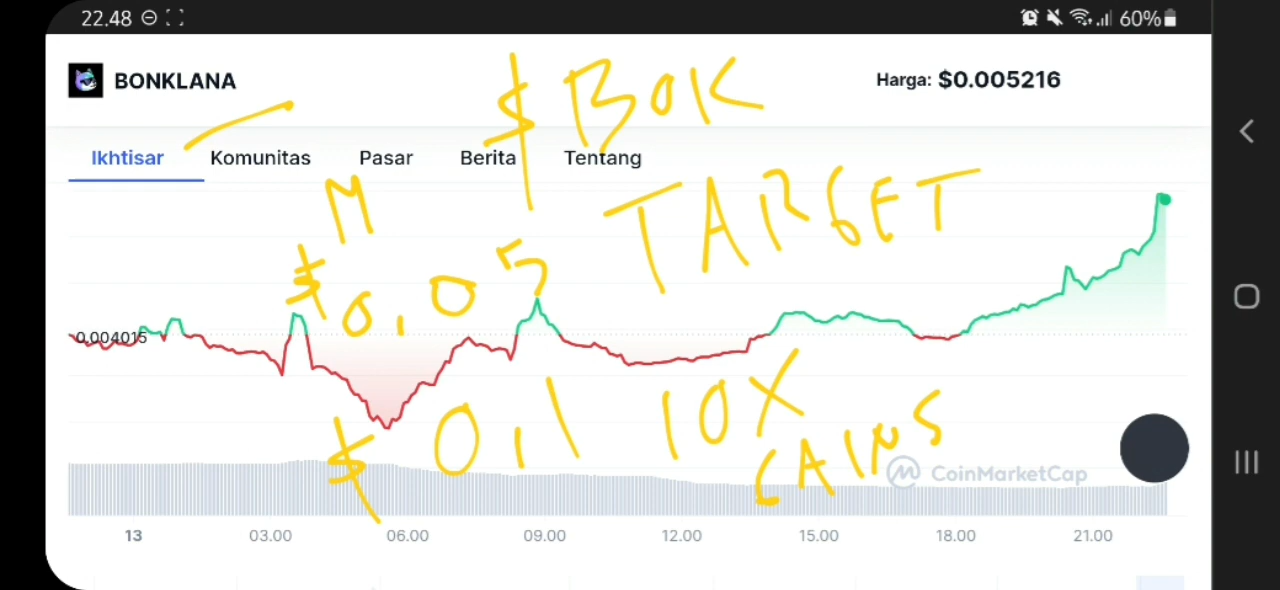 22.48 60%
BONKLANA
Harga: $0.005216
$ BOK
Ikhtisar Komunitas Pasar Berita Tentang
M
TARGET
$0,05
0.004015
$ 0,1 10X
GAINS
CoinMarketCap
13 03.00 06.00 09.00 12.00 15.00 18.00 21.00